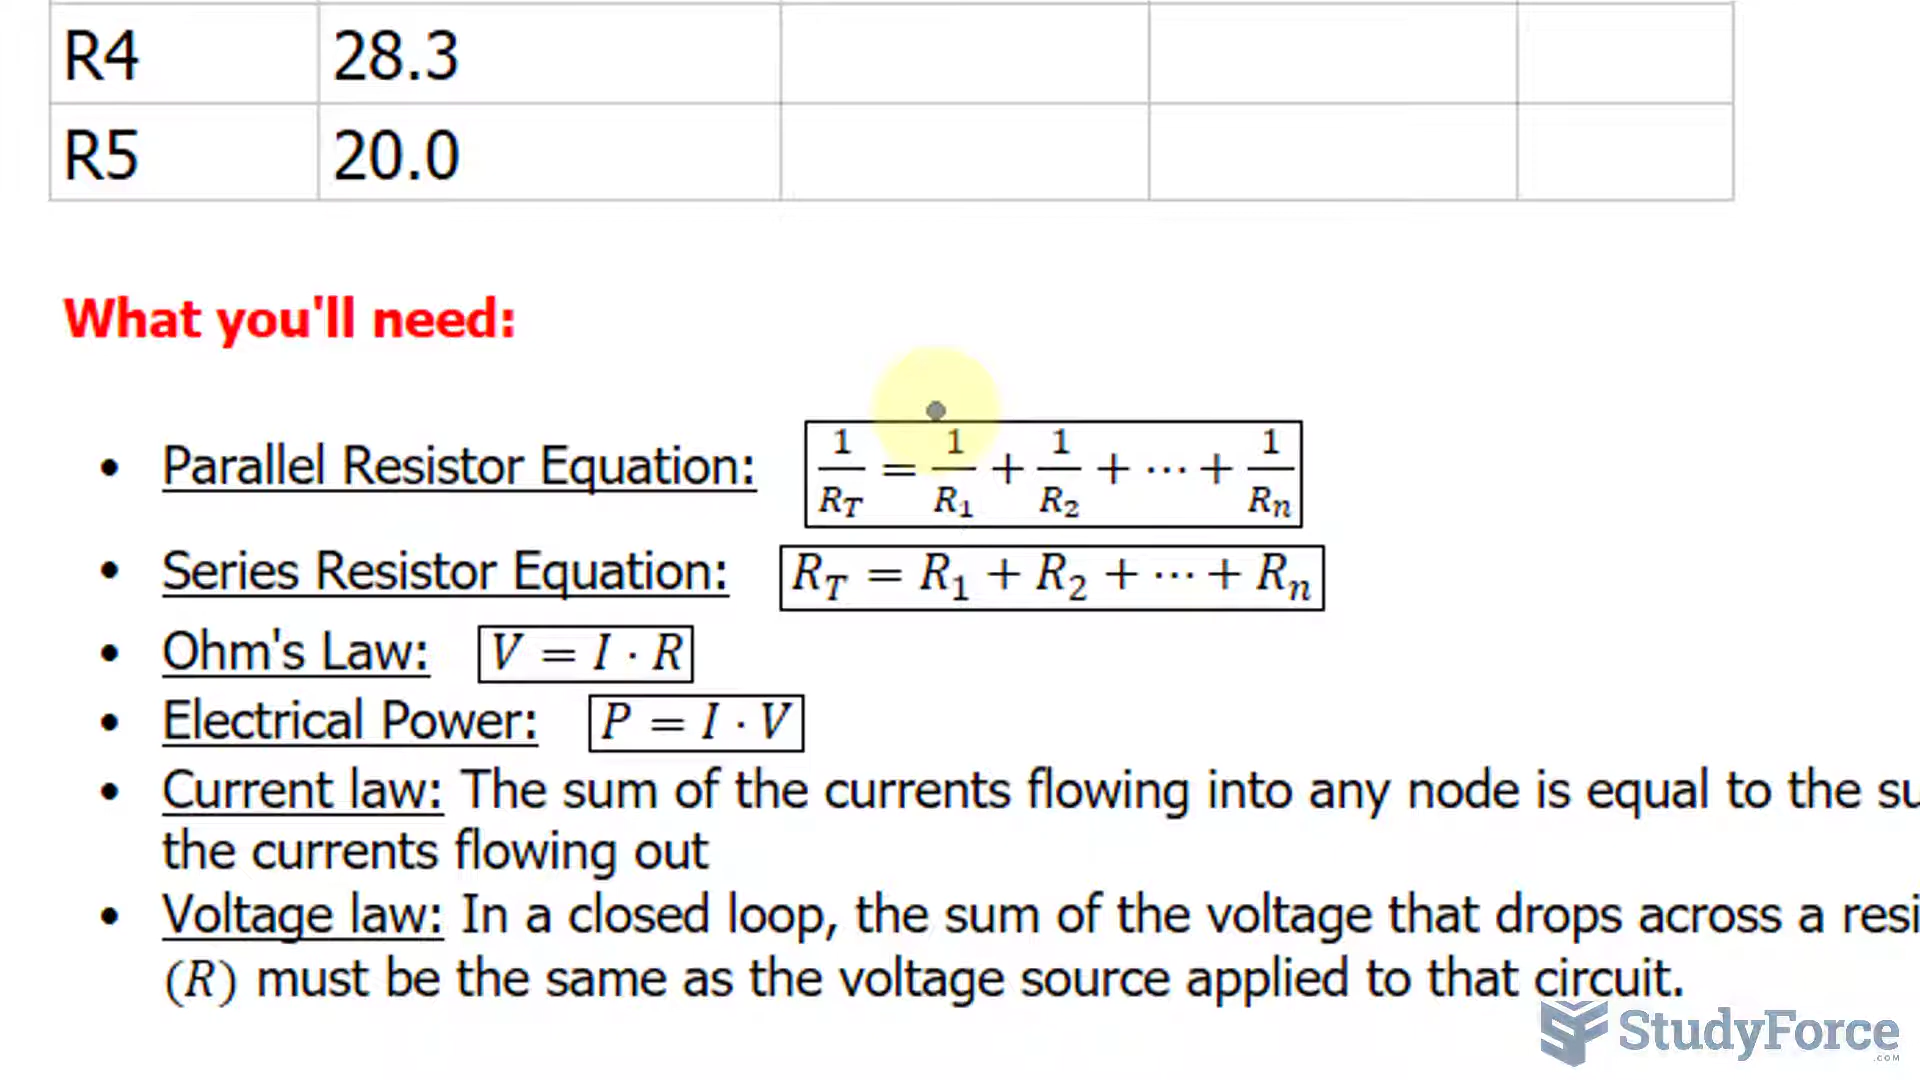 R4 28.3
R5 20.0
What you'll need:
• Parallel Resistor Equation: 1/R_T = 1/R_1 + 1/R_2 + ⋯ + 1/R_n
• Series Resistor Equation: R_T = R_1 + R_2 + ⋯ + R_n
• Ohm's Law: V = I · R
• Electrical Power: P = I · V
• Current law: The sum of the currents flowing into any node is equal to the
the currents flowing out
• Voltage law: In a closed loop, the sum of the voltage that drops across a
(R) must be the same as the voltage source applied to that circuit.
StudyForce
.COM